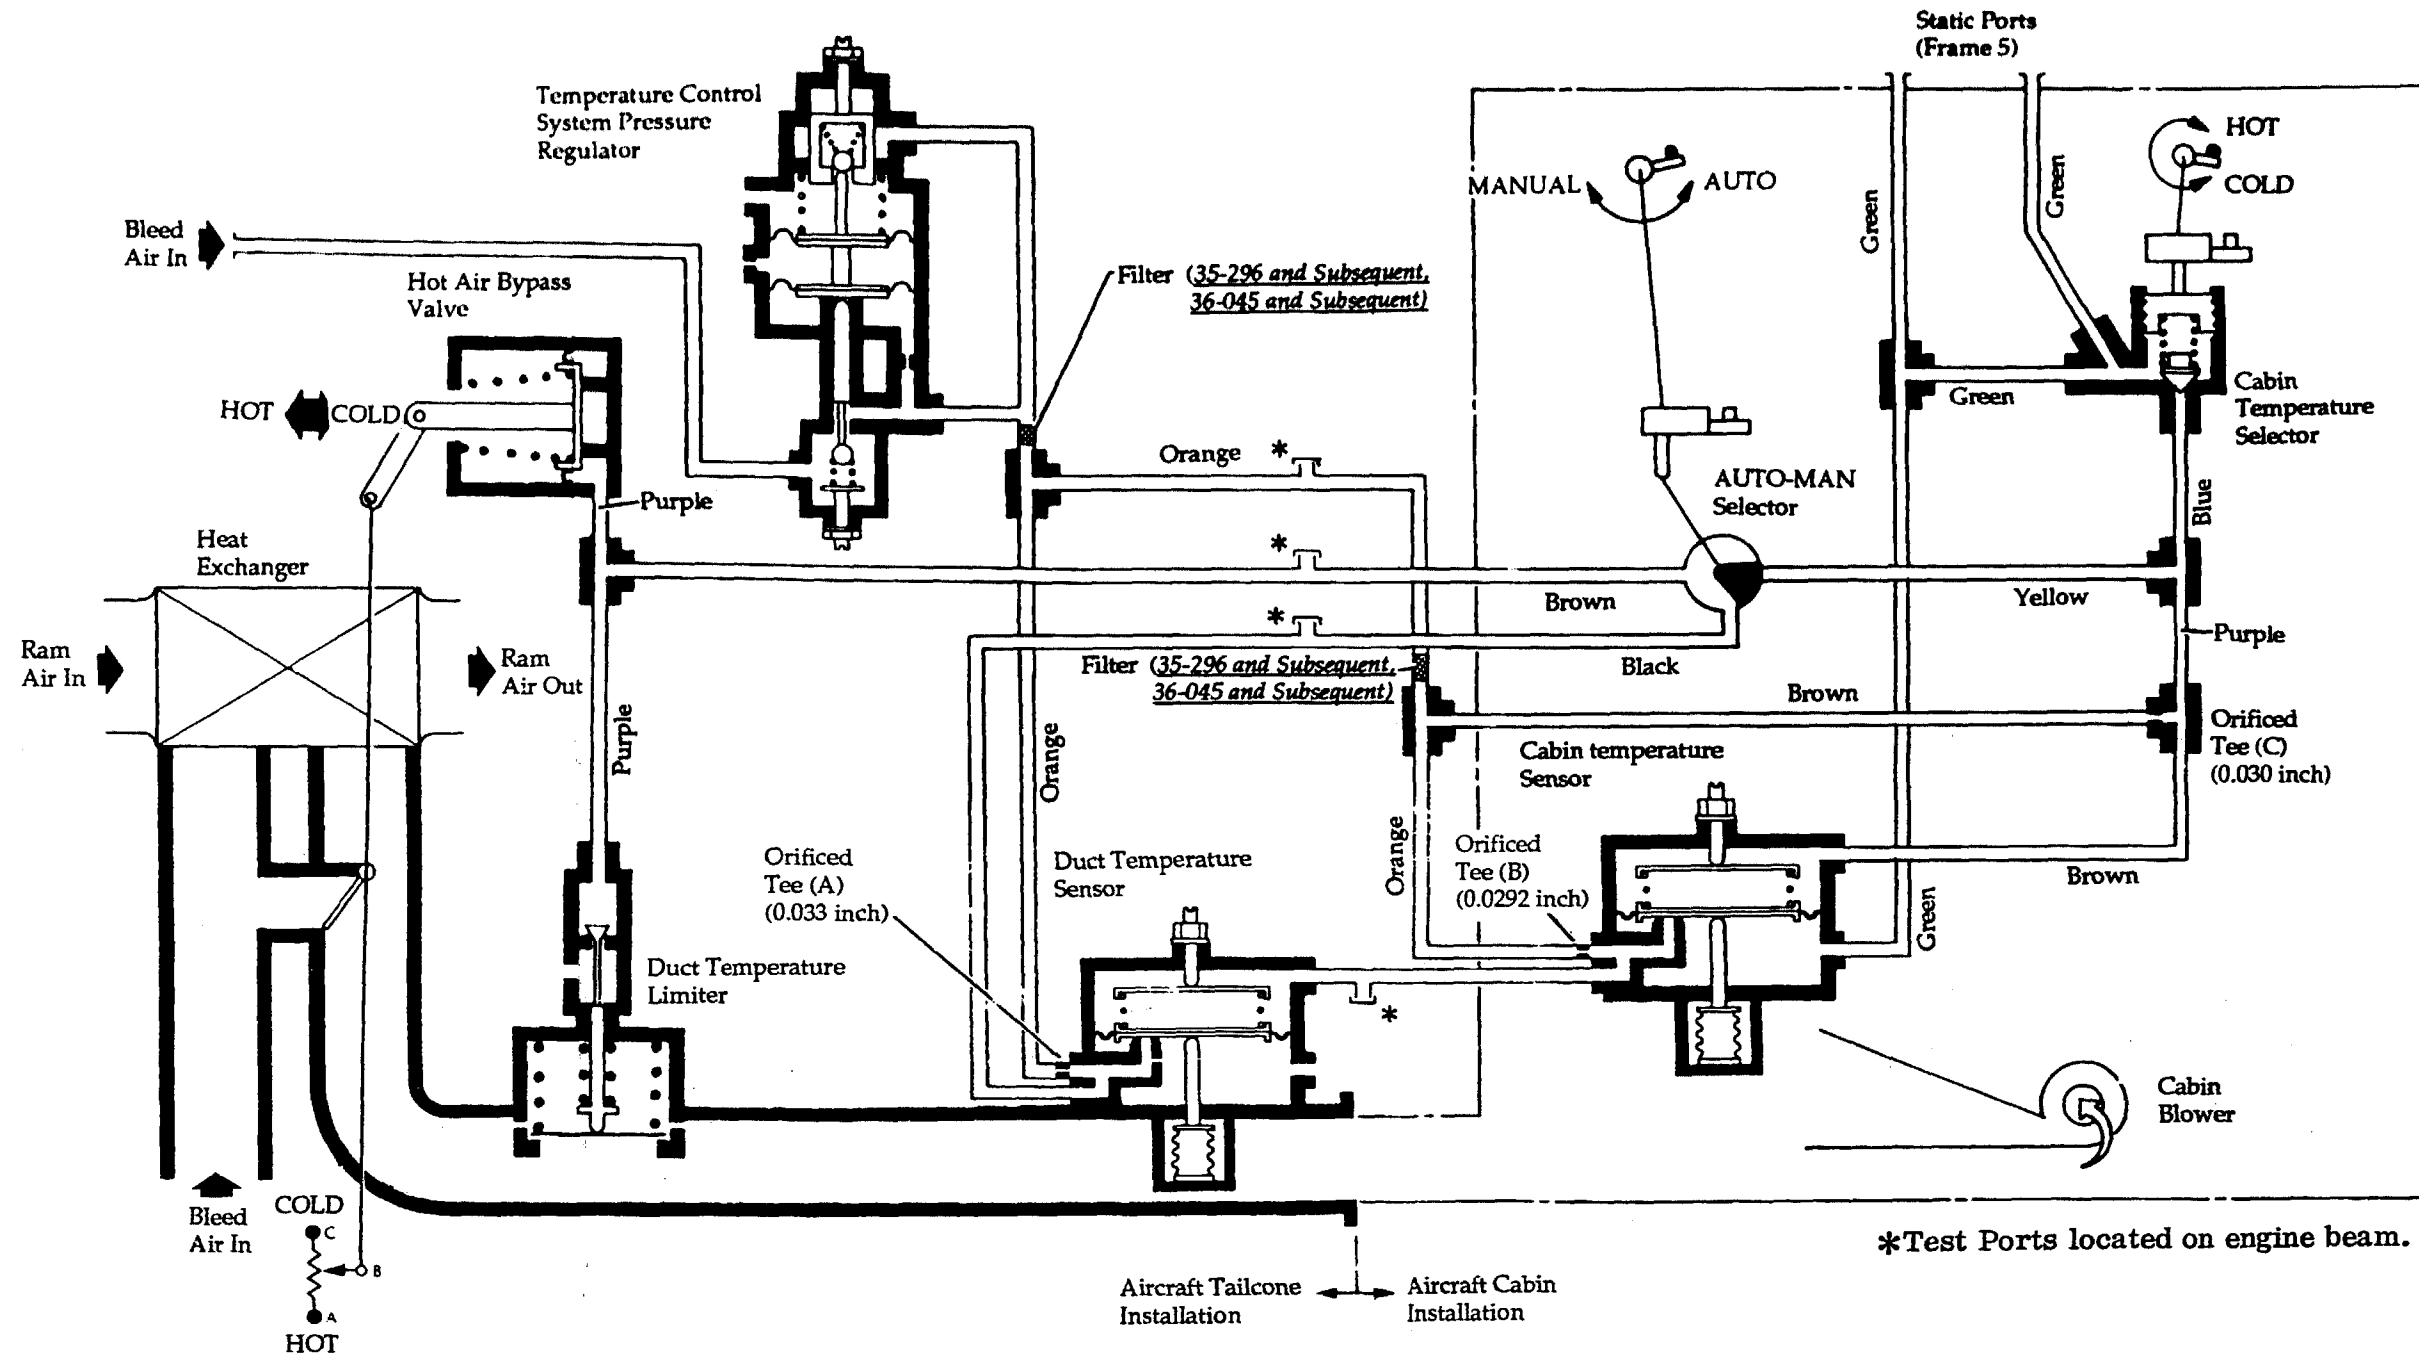 Static Ports
(Frame 5)
Temperature Control
System Pressure
Regulator
HOT
COLD
MANUAL
AUTO
Green
Green
Bleed
Air In
Hot Air Bypass
Valve
Filter (35-296 and Subsequent,
36-045 and Subsequent)
HOT
COLD
Green
Cabin
Temperature
Selector
Orange
*
AUTO-MAN
Selector
Purple
Blue
Heat
Exchanger
*
Brown
Yellow
*
Purple
Ram
Air In
Ram
Air Out
Filter (35-296 and Subsequent,
36-045 and Subsequent)
Black
Brown
Purple
Orange
Cabin temperature
Sensor
Orificed
Tee (C)
(0.030 inch)
Orificed
Tee (A)
(0.033 inch)
Duct Temperature
Sensor
Orange
Orificed
Tee (B)
(0.0292 inch)
Brown
Green
Duct Temperature
Limiter
*
Cabin
Blower
Bleed
Air In
COLD
C
B
A
HOT
*Test Ports located on engine beam.
Aircraft Tailcone
Installation
Aircraft Cabin
Installation